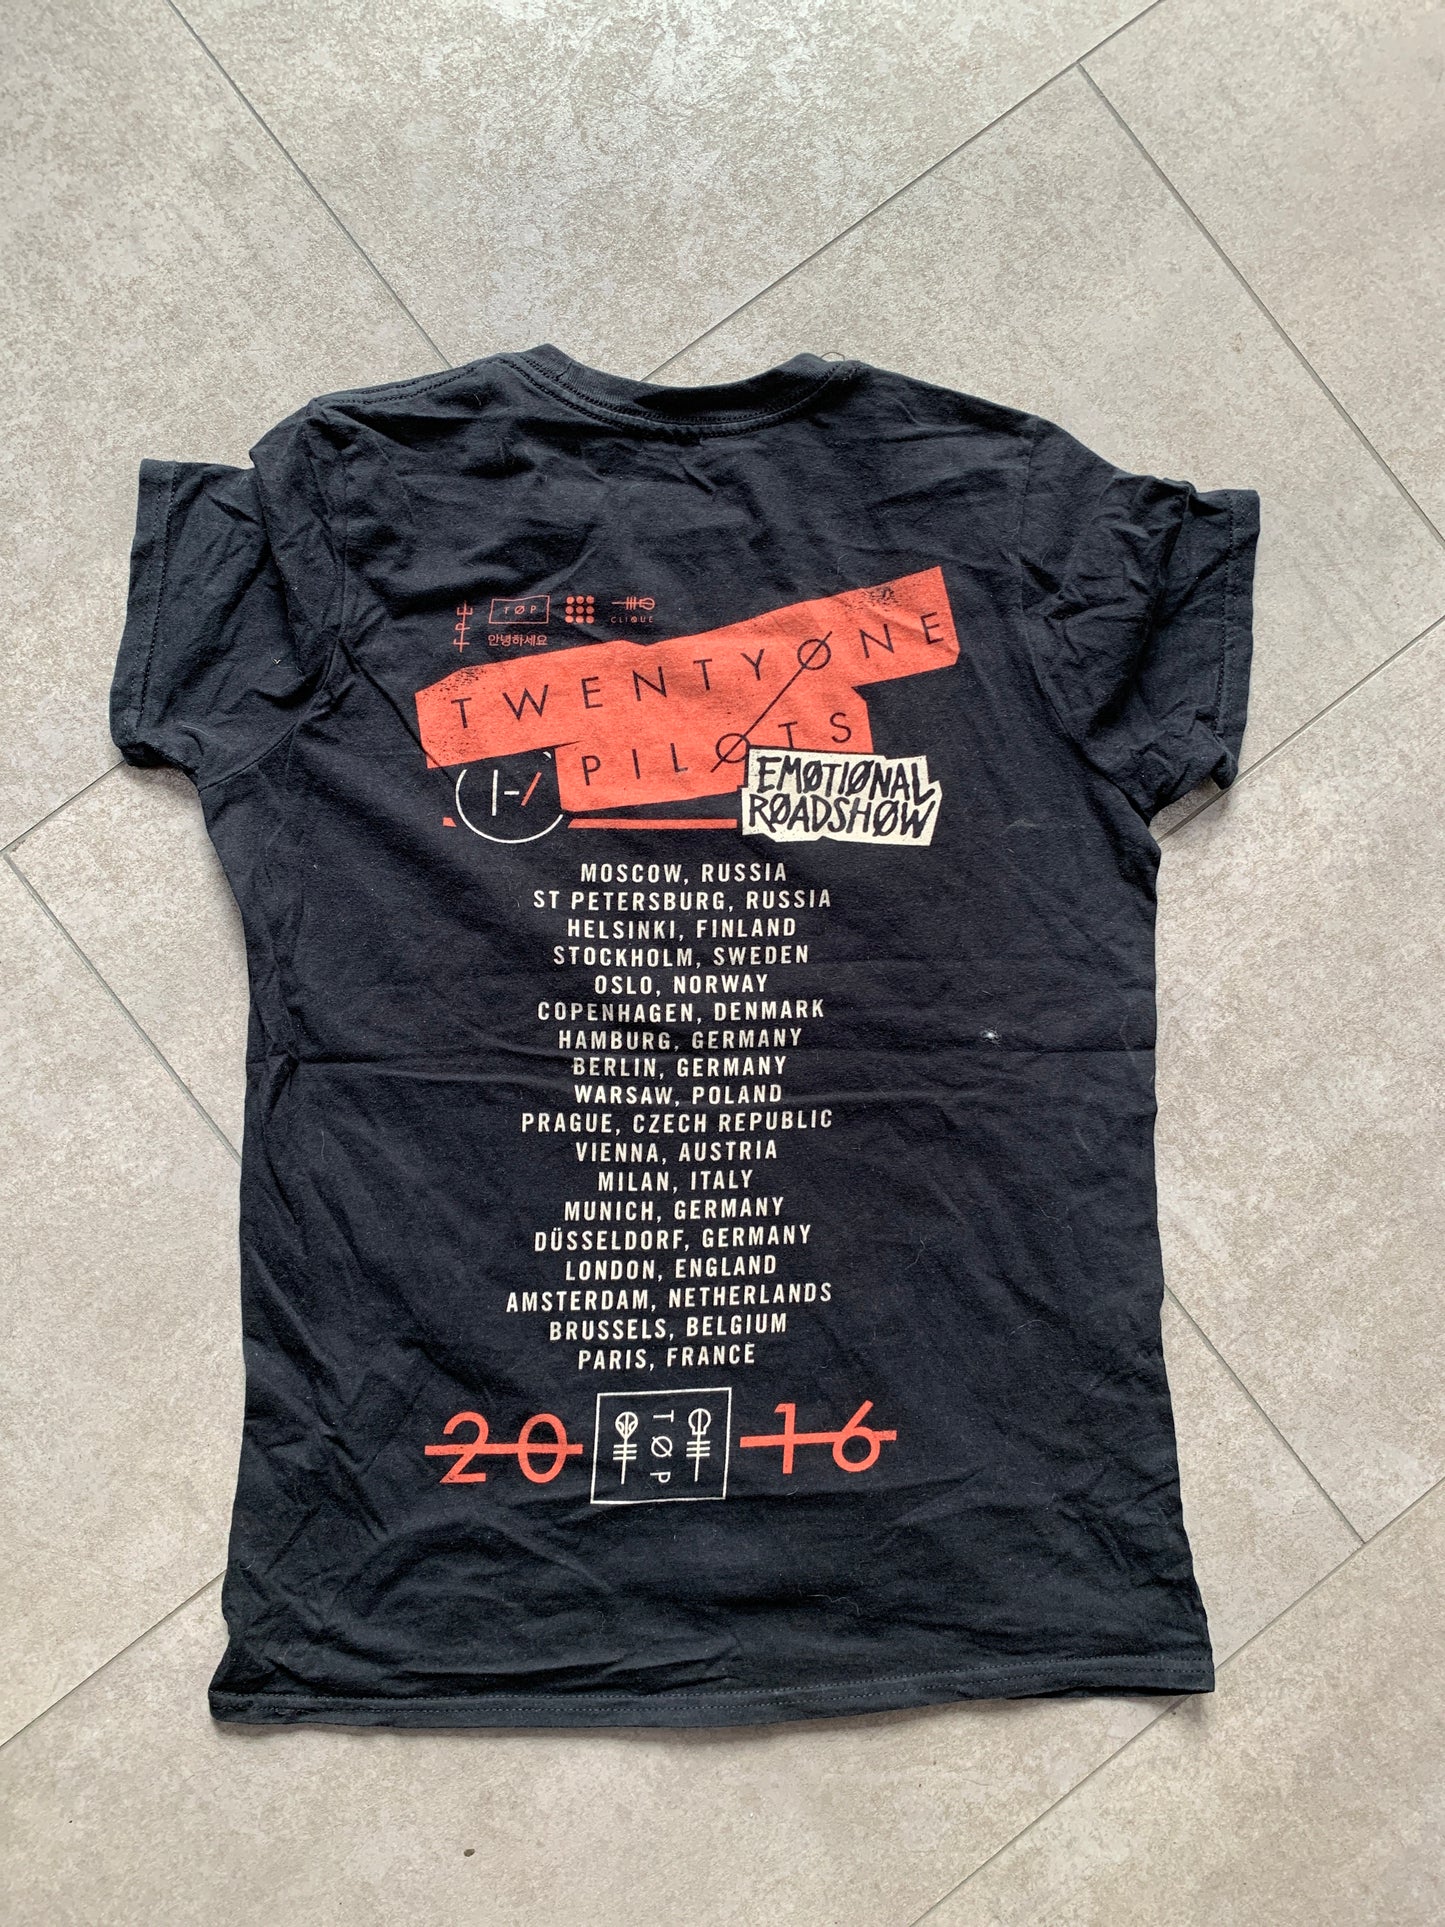 FRE
TØP
안녕하세요
CLIQUE
TWENTYØNE
PILØTS
EMØTIØNAL
RØADSHØW
MOSCOW, RUSSIA
ST PETERSBURG, RUSSIA
HELSINKI, FINLAND
STOCKHOLM, SWEDEN
OSLO, NORWAY
COPENHAGEN, DENMARK
HAMBURG, GERMANY
BERLIN, GERMANY
WARSAW, POLAND
PRAGUE, CZECH REPUBLIC
VIENNA, AUSTRIA
MILAN, ITALY
MUNICH, GERMANY
DÜSSELDORF, GERMANY
LONDON, ENGLAND
AMSTERDAM, NETHERLANDS
BRUSSELS, BELGIUM
PARIS, FRANCE
20 TØP 16